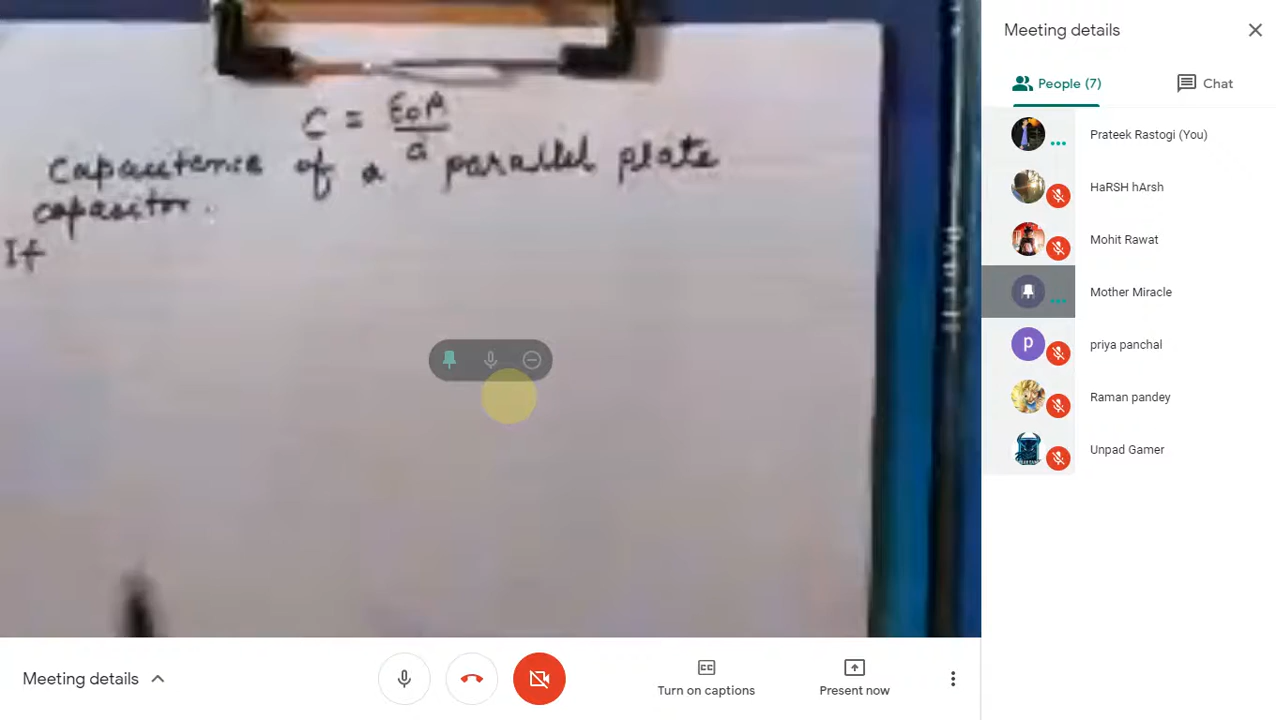 C = ε₀A
d
Capacitance of a parallel plate
capacitor.
If
Meeting details
People (7)
Chat
Prateek Rastogi (You)
HaRSH hArsh
Mohit Rawat
Mother Miracle
p
priya panchal
Raman pandey
Unpad Gamer
Meeting details
CC
Turn on captions
Present now